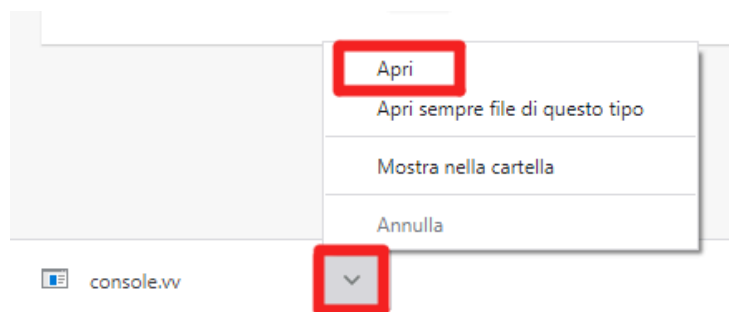 Apri
Apri sempre file di questo tipo
Mostra nella cartella
Annulla
console.vv